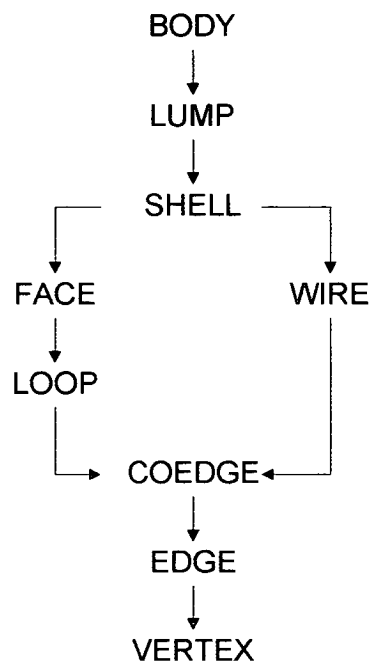 BODY
LUMP
SHELL
FACE
WIRE
LOOP
COEDGE
EDGE
VERTEX